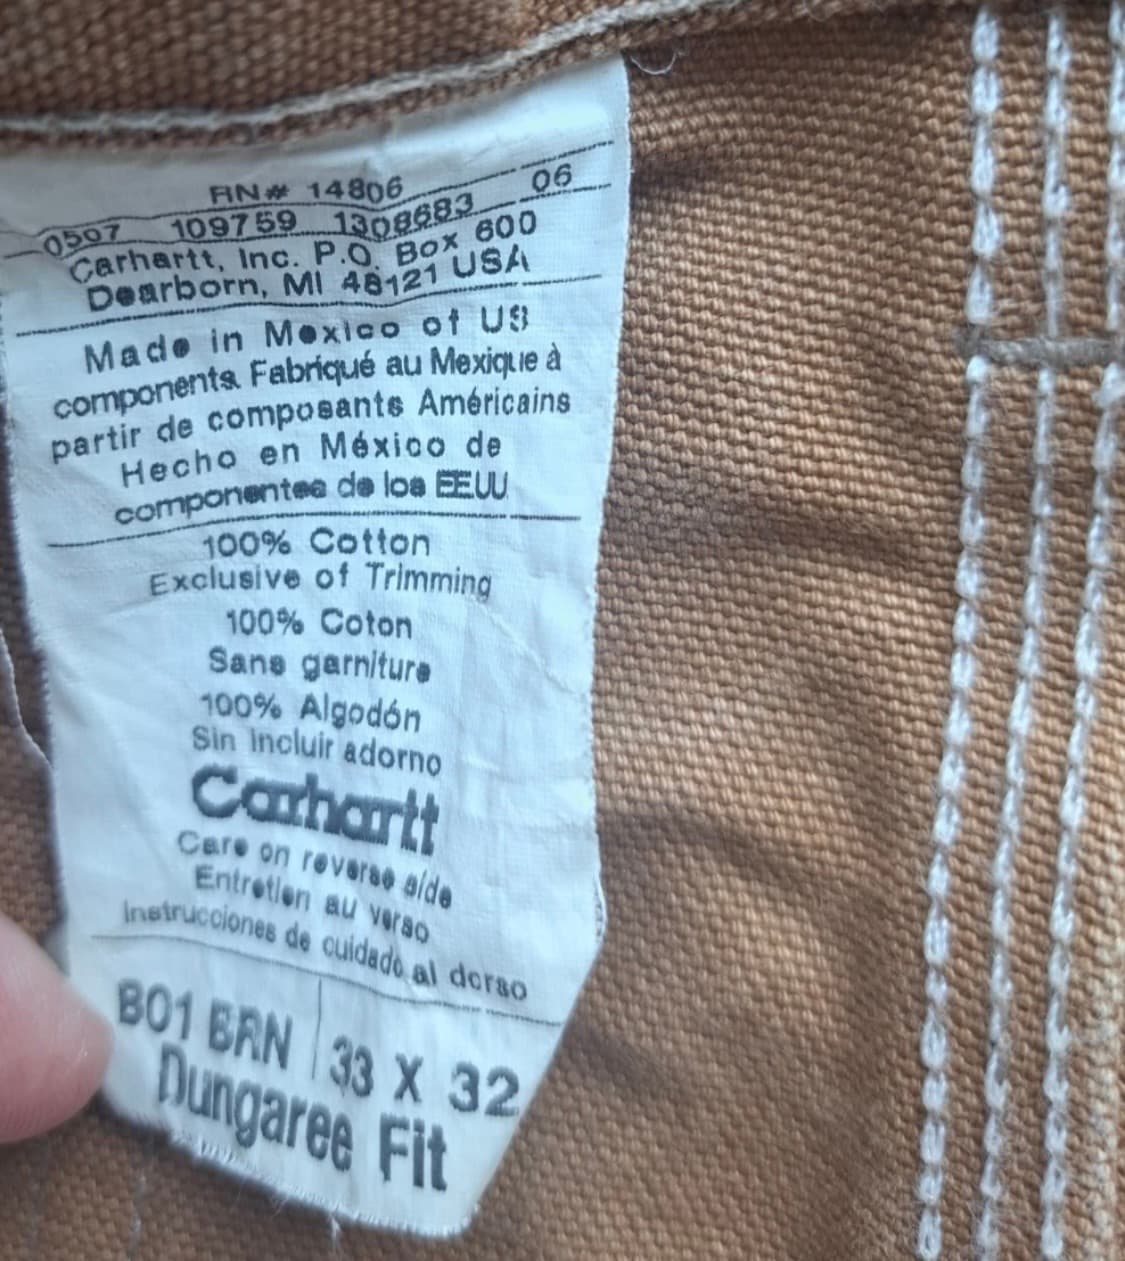 RN# 14806 06
0507 109759 1308683
Carhartt, Inc. P.O. Box 600
Dearborn, MI 48121 USA
Made in Mexico of US
components Fabriqué au Mexique à
partir de composants Américains
Hecho en México de
componentes de los EEUU
100% Cotton
Exclusive of Trimming
100% Coton
Sans garniture
100% Algodón
Sin incluir adorno
Carhartt
Care on reverse side
Entretien au verso
Instrucciones de cuidado al dorso
B01 BRN 33 X 32
Dungaree Fit